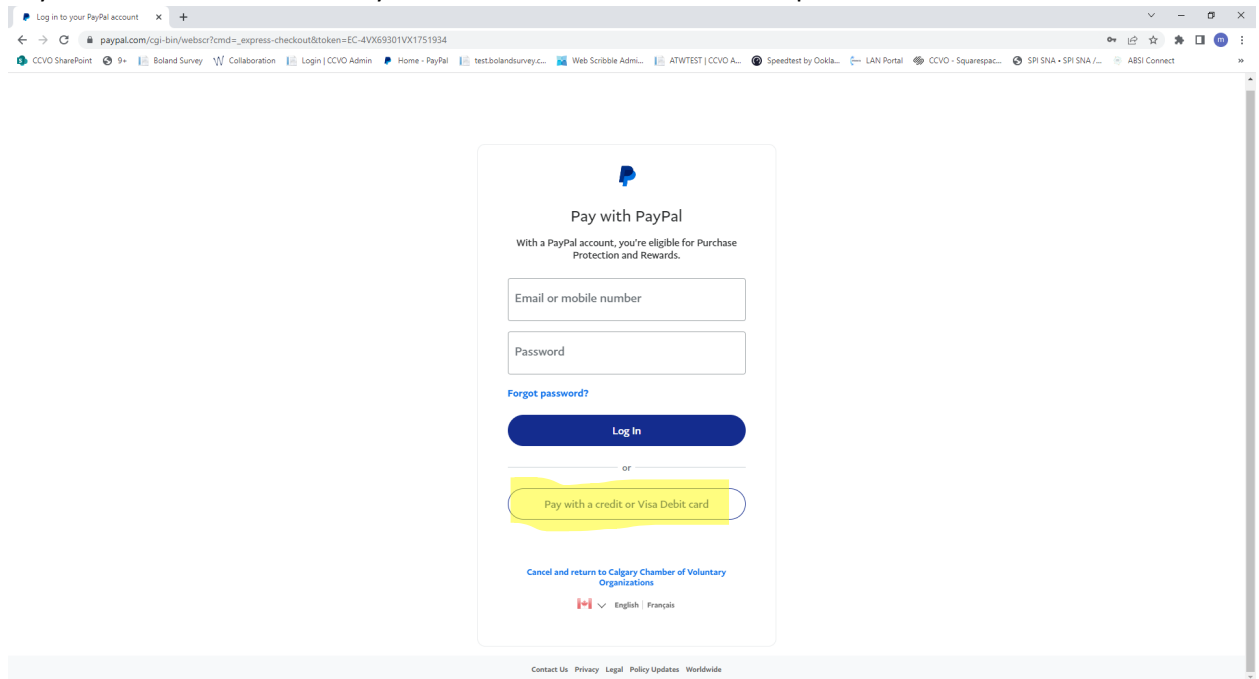 Log in to your PayPal account
paypal.com/cgi-bin/webscr?cmd=_express-checkout&token=EC-4VX69301VX1751934
CCVO SharePoint 9+ Boland Survey Collaboration Login | CCVO Admin Home - PayPal test.bolandsurvey.c... Web Scribble Admi... ATWTEST | CCVO A... Speedtest by Ookla... LAN Portal CCVO - Squarespac... SPI SNA • SPI SNA /... ABSI Connect »
Pay with PayPal
With a PayPal account, you're eligible for Purchase
Protection and Rewards.
Email or mobile number
Password
Forgot password?
Log In
or
Pay with a credit or Visa Debit card
Cancel and return to Calgary Chamber of Voluntary
Organizations
English | Français
Contact Us Privacy Legal Policy Updates Worldwide